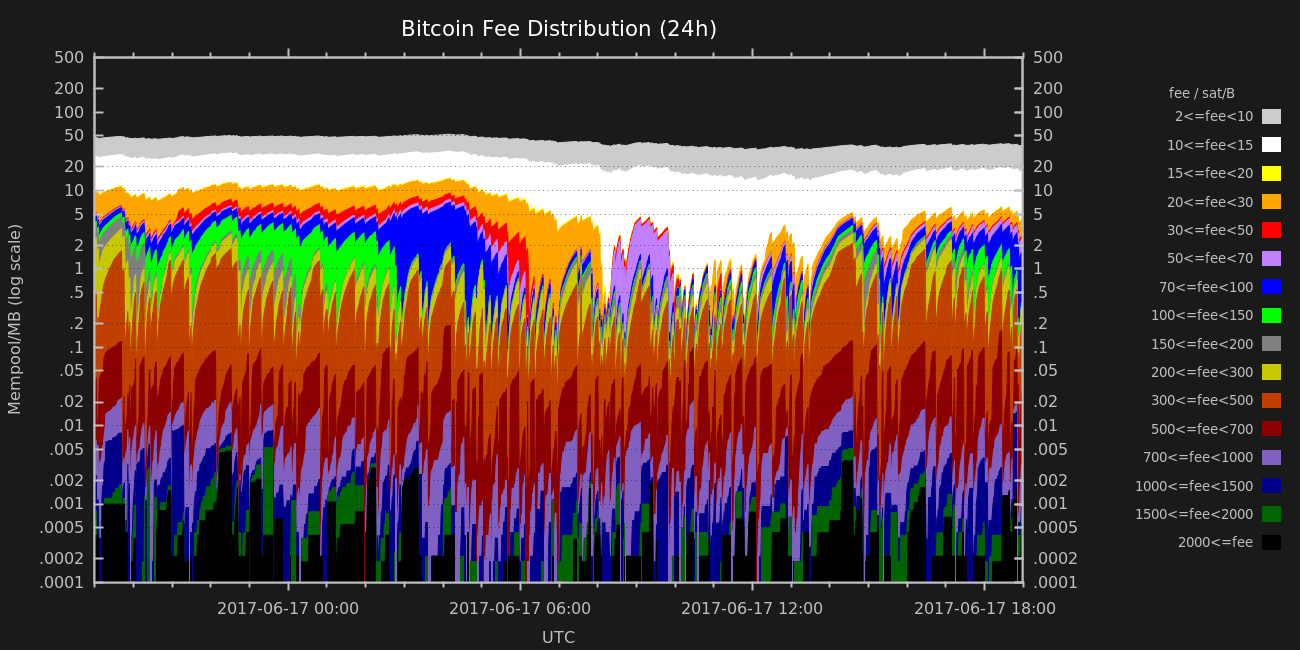 Bitcoin Fee Distribution (24h)
500
200
100
50
20
10
5
2
1
.5
.2
.1
.05
.02
.01
.005
.002
.001
.0005
.0002
.0001
Mempool/MB (log scale)
500
200
100
50
20
10
5
2
1
.5
.2
.1
.05
.02
.01
.005
.002
.001
.0005
.0002
.0001
2017-06-17 00:00 2017-06-17 06:00 2017-06-17 12:00 2017-06-17 18:00
UTC
fee / sat/B
2<=fee<10
10<=fee<15
15<=fee<20
20<=fee<30
30<=fee<50
50<=fee<70
70<=fee<100
100<=fee<150
150<=fee<200
200<=fee<300
300<=fee<500
500<=fee<700
700<=fee<1000
1000<=fee<1500
1500<=fee<2000
2000<=fee